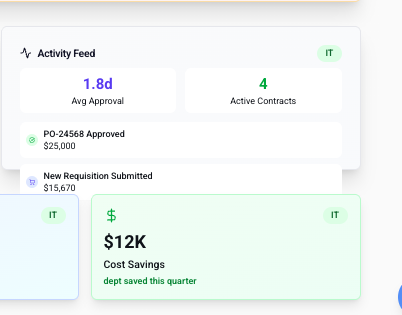 Activity Feed
IT
1.8d
Avg Approval
4
Active Contracts
PO-24568 Approved
$25,000
New Requisition Submitted
$15,670
IT
IT
$12K
Cost Savings
dept saved this quarter